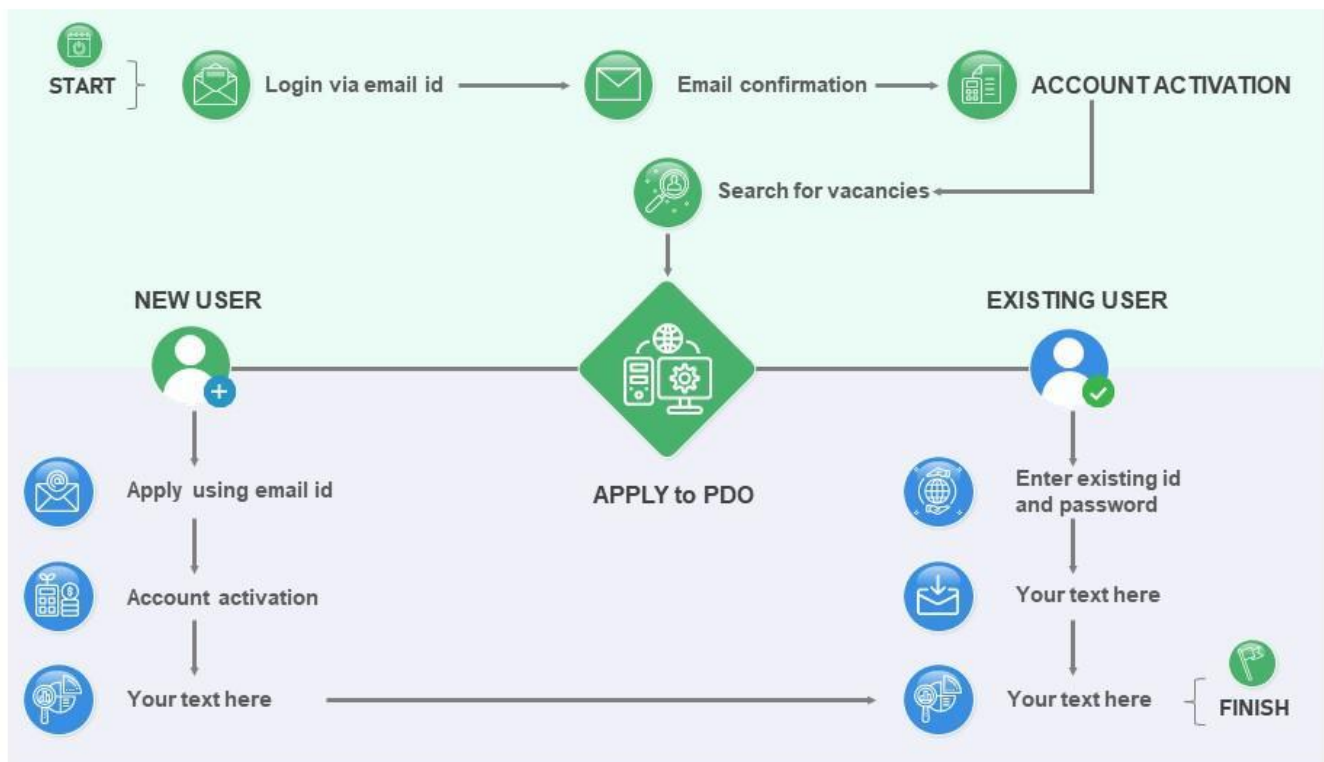 START
Login via email id
Email confirmation
ACCOUNT ACTIVATION
Search for vacancies
NEW USER
EXISTING USER
Apply using email id
APPLY to PDO
Enter existing id
and password
Account activation
Your text here
Your text here
Your text here
FINISH